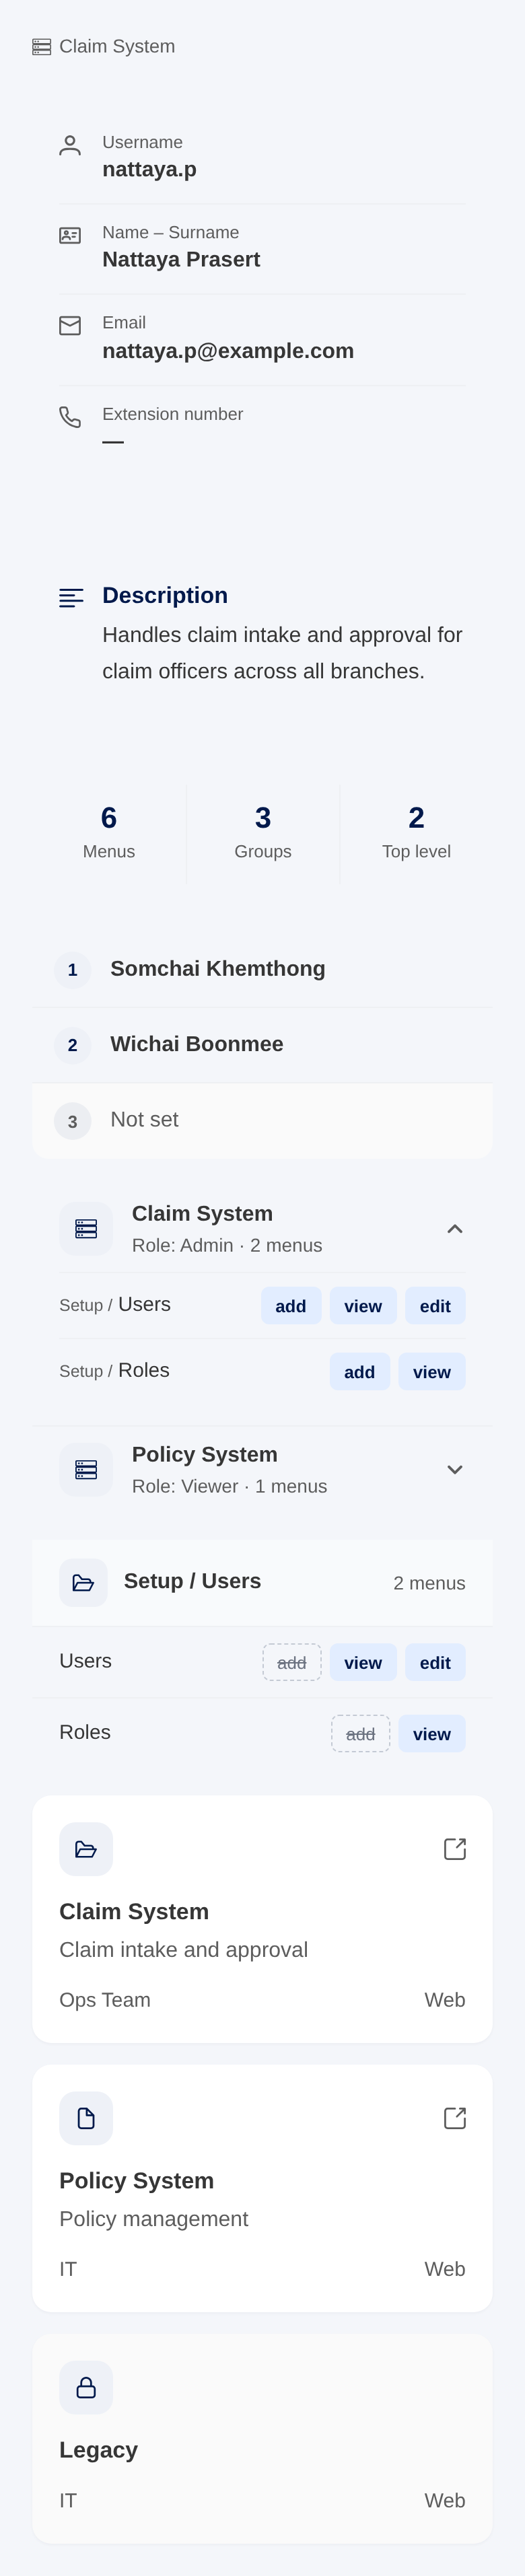 Claim System
Username
nattaya.p
Name – Surname
Nattaya Prasert
Email
nattaya.p@example.com
Extension number
—
Description
Handles claim intake and approval for
claim officers across all branches.
6 3 2
Menus Groups Top level
1 Somchai Khemthong
2 Wichai Boonmee
3 Not set
Claim System
Role: Admin · 2 menus
Setup / Users add view edit
Setup / Roles add view
Policy System
Role: Viewer · 1 menus
Setup / Users 2 menus
Users add view edit
Roles add view
Claim System
Claim intake and approval
Ops Team Web
Policy System
Policy management
IT Web
Legacy
IT Web